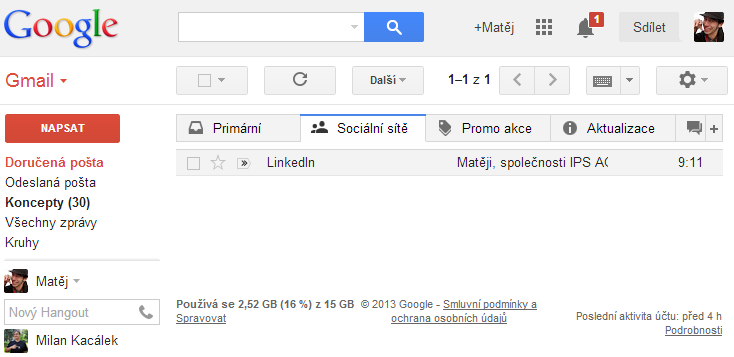 Google
+Matěj
1
Sdílet
Gmail
Další
1–1 z 1
NAPSAT
Primární
Sociální sítě
Promo akce
Aktualizace
+
Doručená pošta
Odeslaná pošta
Koncepty (30)
Všechny zprávy
Kruhy
LinkedIn
Matěji, společnosti IPS AG
9:11
Matěj
Nový Hangout
Milan Kacálek
Používá se 2,52 GB (16 %) z 15 GB
Spravovat
© 2013 Google - Smluvní podmínky a
ochrana osobních údajů
Poslední aktivita účtu: před 4 h
Podrobnosti